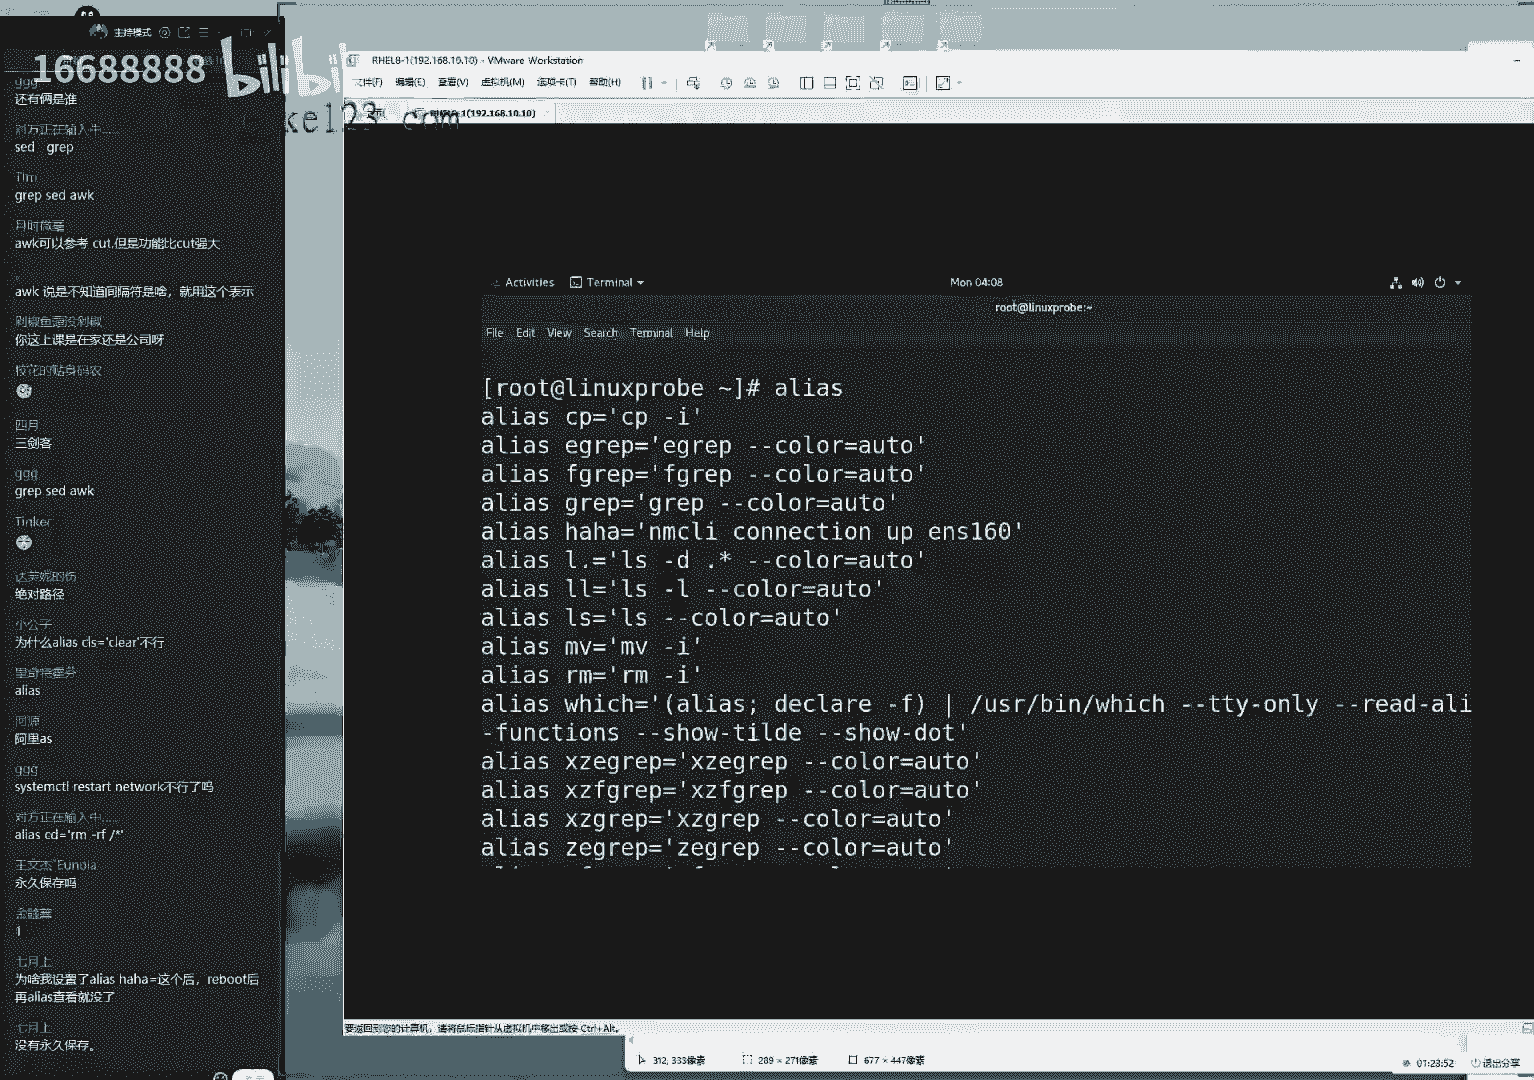 主持模式
16688888
bilibi
ke123 com
ggg
还有俩是谁
对方正在输入中......
sed grep
Tim
grep sed awk
月时微毫
awk可以参考 cut.但是功能比cut强大
awk 说是不知道间隔符是啥，就用这个表示
剁椒鱼豆没剁椒
你这上课是在家还是公司呀
校花的贴身码农
四月
三剑客
ggg
grep sed awk
Tinker
达芙妮的伤
绝对路径
小公子
为什么alias cls='clear'不行
alias
阿源
阿里as
ggg
systemctl restart network不行了吗
对方正在输入中......
alias cd='rm -rf /*'
王文杰~Eunoia
永久保存吗
1
七月上
为啥我设置了alias haha=这个后，reboot后
再alias查看就没了
七月上
没有永久保存。
RHEL8-1(192.168.10.10) - VMware Workstation
文件(F) 编辑(E) 查看(V) 虚拟机(M) 选项卡(T) 帮助(H)
1(192.168.10.10)
Activities Terminal Mon 04:08
root@linuxprobe:~
File Edit View Search Terminal Help
[root@linuxprobe ~]# alias
alias cp='cp -i'
alias egrep='egrep --color=auto'
alias fgrep='fgrep --color=auto'
alias grep='grep --color=auto'
alias haha='nmcli connection up ens160'
alias l.='ls -d .* --color=auto'
alias ll='ls -l --color=auto'
alias ls='ls --color=auto'
alias mv='mv -i'
alias rm='rm -i'
alias which='(alias; declare -f) | /usr/bin/which --tty-only --read-ali
-functions --show-tilde --show-dot'
alias xzegrep='xzegrep --color=auto'
alias xzfgrep='xzfgrep --color=auto'
alias xzgrep='xzgrep --color=auto'
alias zegrep='zegrep --color=auto'
要返回到您的计算机，请将鼠标指针从虚拟机中移出或按 Ctrl+Alt。
312, 333像素 289 × 271像素 677 × 447像素
01:23:52 退出分享